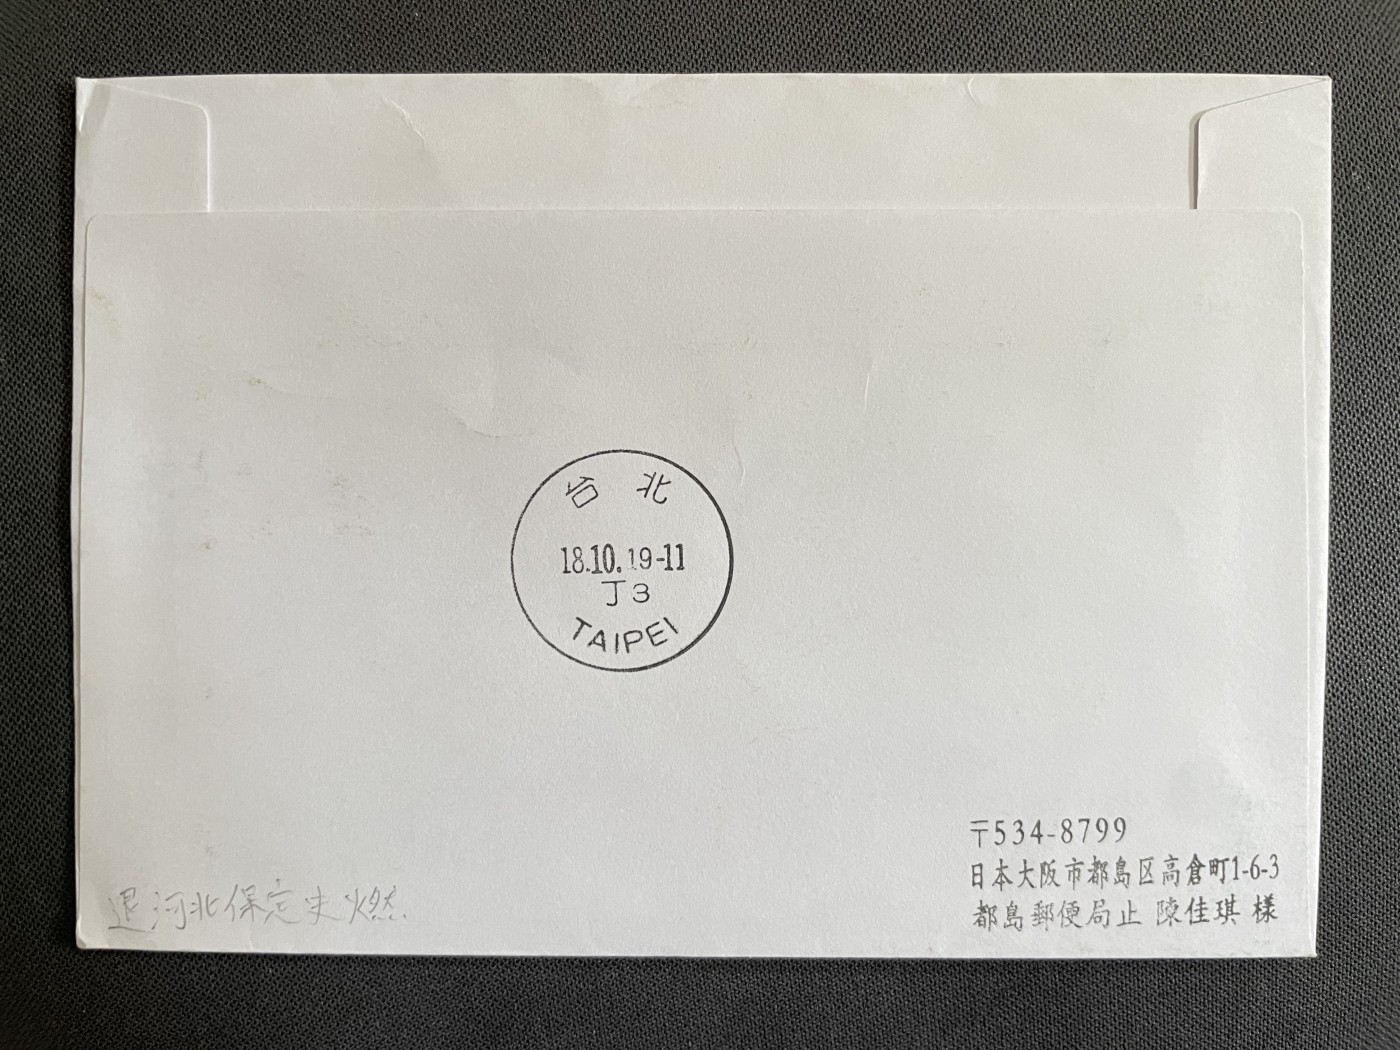 台北
18.10.19-11
丁3
TAIPEI
〒534-8799
日本大阪市都島区高倉町1-6-3
都島郵便局止 陳佳琪 様
退河北保定史燃